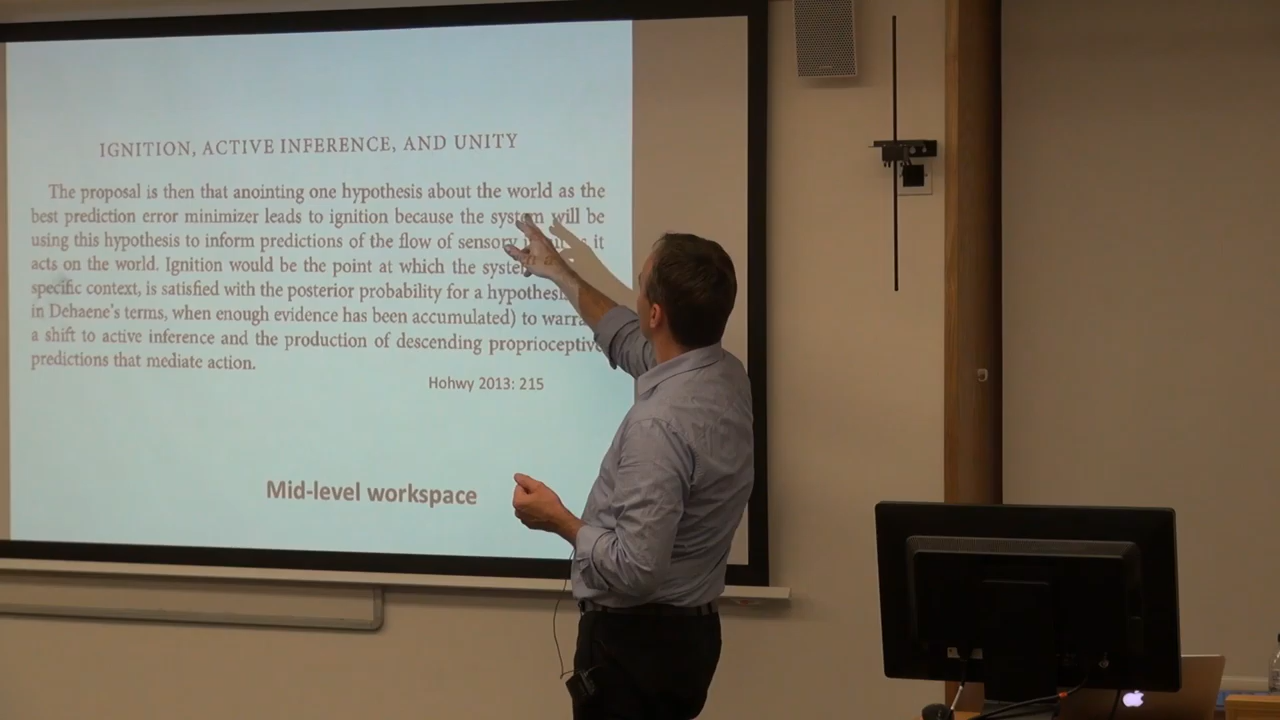 IGNITION, ACTIVE INFERENCE, AND UNITY
The proposal is then that anointing one hypothesis about the world as the
best prediction error minimizer leads to ignition because the system will be
using this hypothesis to inform predictions of the flow of sensory it
acts on the world. Ignition would be the point at which the system
specific context, is satisfied with the posterior probability for a hypothesis
in Dehaene's terms, when enough evidence has been accumulated) to warrant
a shift to active inference and the production of descending proprioceptive
predictions that mediate action.
Hohwy 2013: 215
Mid-level workspace